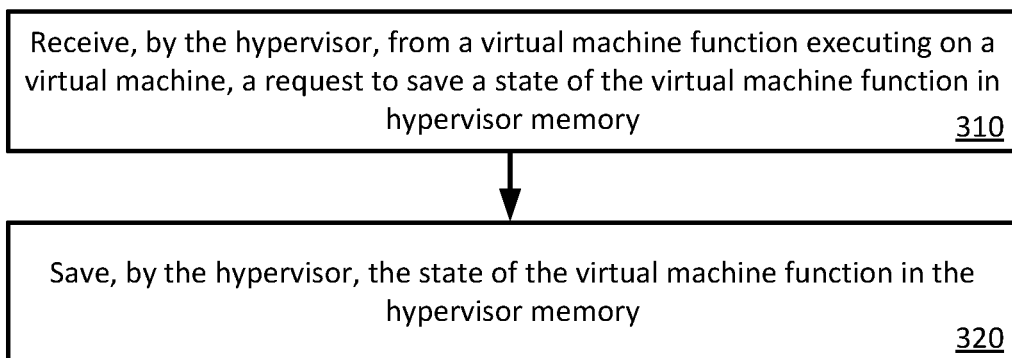 Receive, by the hypervisor, from a virtual machine function executing on a
virtual machine, a request to save a state of the virtual machine function in
hypervisor memory
310
Save, by the hypervisor, the state of the virtual machine function in the
hypervisor memory
320